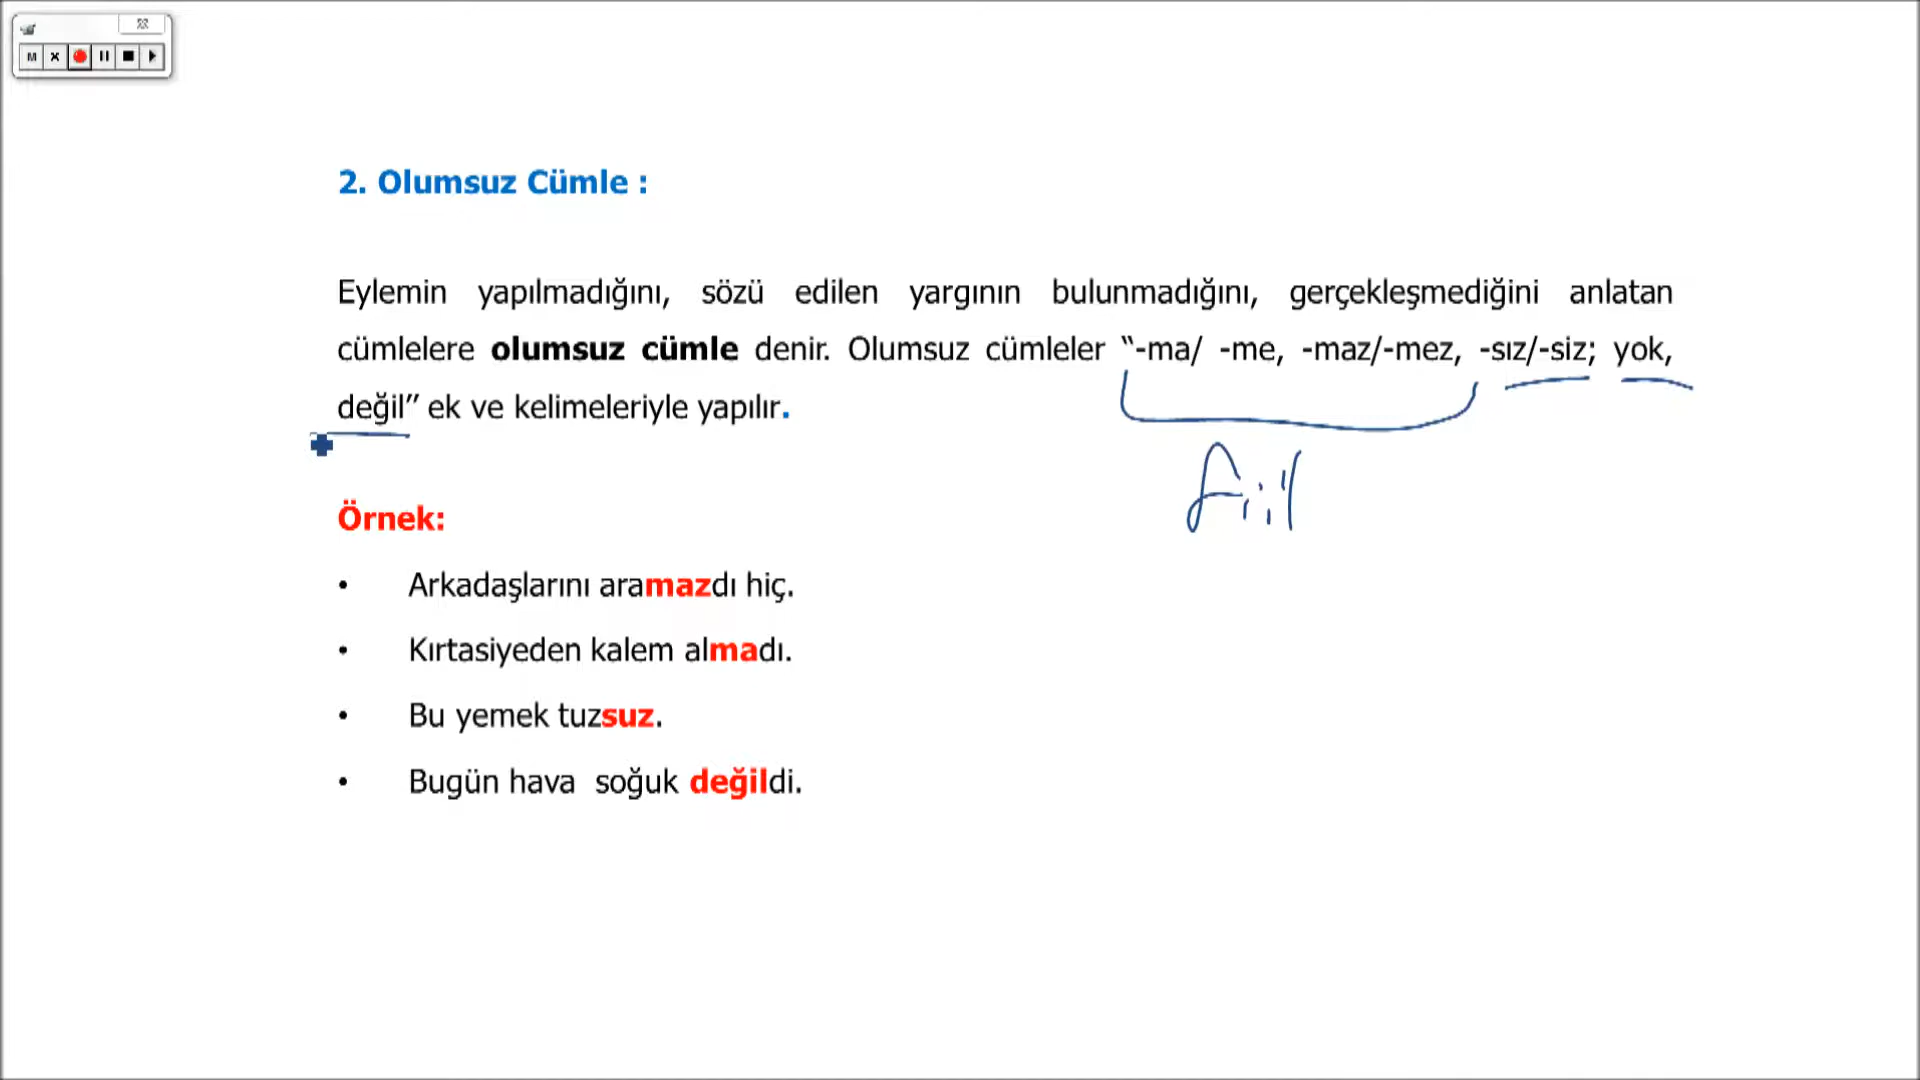 M
2. Olumsuz Cümle :
Eylemin yapılmadığını, sözü edilen yargının bulunmadığını, gerçekleşmediğini anlatan
cümlelere olumsuz cümle denir. Olumsuz cümleler “-ma/ -me, -maz/-mez, -sız/-siz; yok,
değil” ek ve kelimeleriyle yapılır.
fiil
Örnek:
• Arkadaşlarını aramazdı hiç.
• Kırtasiyeden kalem almadı.
• Bu yemek tuzsuz.
• Bugün hava soğuk değildi.